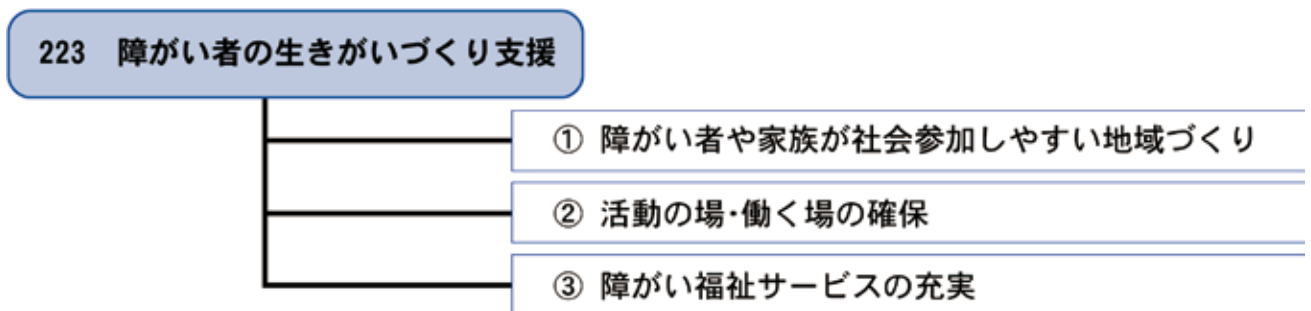 223　障がい者の生きがいづくり支援
① 障がい者や家族が社会参加しやすい地域づくり
② 活動の場･働く場の確保
③ 障がい福祉サービスの充実